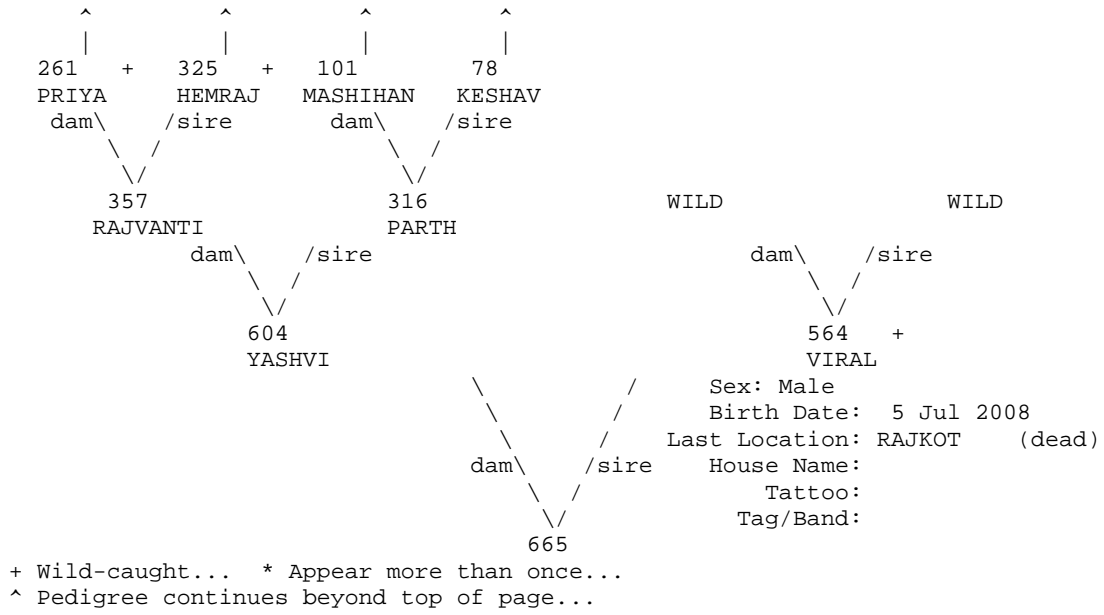 ^ ^ ^ ^
| | | |
261 + 325 + 101 78
PRIYA HEMRAJ MASHIHAN KESHAV
dam\ /sire dam\ /sire
\ / \ /
\/ \/
357 316 WILD WILD
RAJVANTI PARTH
dam\ /sire dam\ /sire
\ / \ /
\/ \/
604 564 +
YASHVI VIRAL
\ / Sex: Male
\ / Birth Date: 5 Jul 2008
\ / Last Location: RAJKOT (dead)
dam\ /sire House Name:
\ / Tattoo:
\/ Tag/Band:
665
+ Wild-caught... * Appear more than once...
^ Pedigree continues beyond top of page...